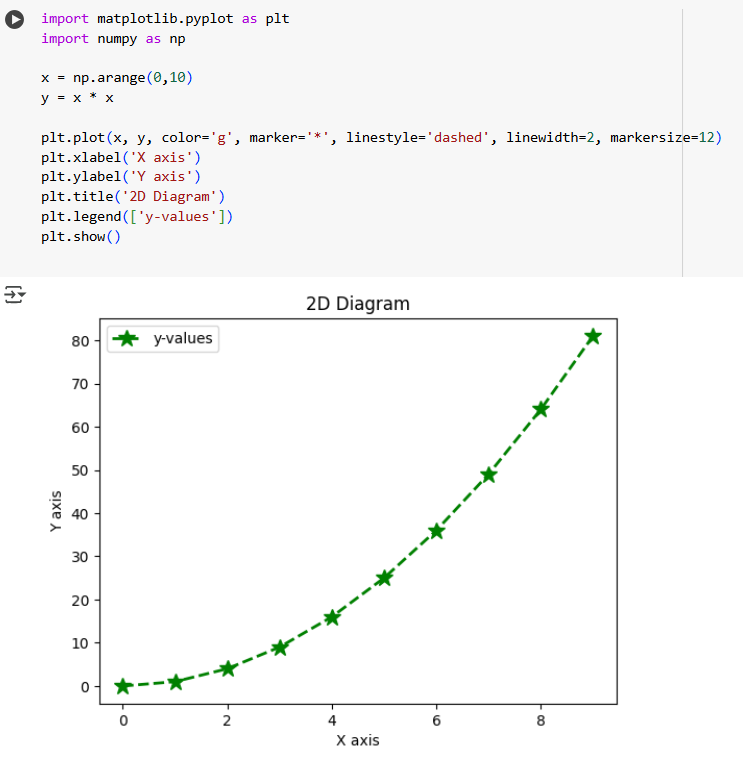 import matplotlib.pyplot as plt
import numpy as np
x = np.arange(0,10)
y = x * x
plt.plot(x, y, color='g', marker='*', linestyle='dashed', linewidth=2, markersize=12)
plt.xlabel('X axis')
plt.ylabel('Y axis')
plt.title('2D Diagram')
plt.legend(['y-values'])
plt.show()
2D Diagram
y-values
80
70
60
50
40
30
20
10
0
Y axis
0 2 4 6 8
X axis